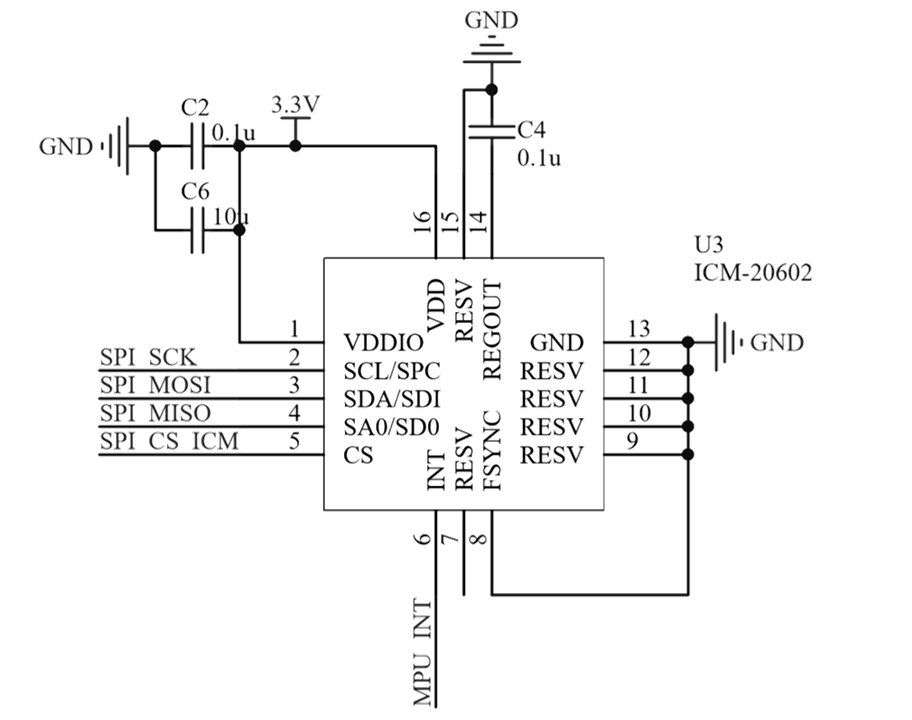 GND
C2
3.3V
GND
0.1u
C4
0.1u
C6
10u
16
15
14
U3
ICM-20602
VDD
RESV
REGOUT
1
VDDIO
GND
13
GND
SPI SCK
2
SCL/SPC
RESV
12
SPI MOSI
3
SDA/SDI
RESV
11
SPI MISO
4
SA0/SD0
RESV
10
SPI CS ICM
5
CS
RESV
9
INT
RESV
FSYNC
6
7
8
MPU INT